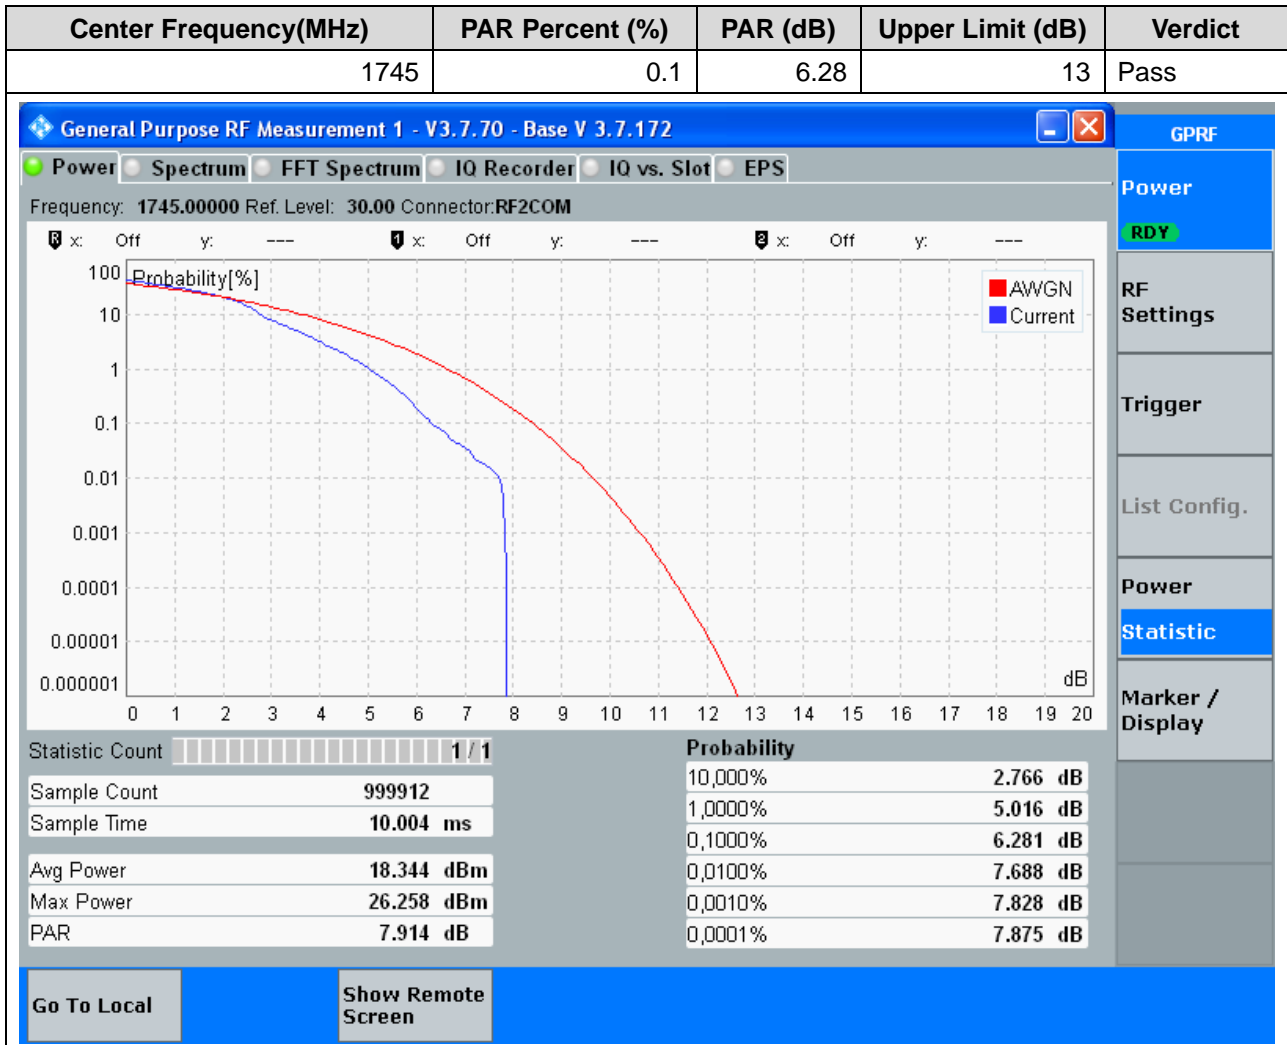 Center Frequency(MHz) PAR Percent (%) PAR (dB) Upper Limit (dB) Verdict
1745 0.1 6.28 13 Pass
General Purpose RF Measurement 1 - V3.7.70 - Base V 3.7.172
GPRF
Power Spectrum FFT Spectrum IQ Recorder IQ vs. Slot EPS
Power
RDY
Frequency: 1745.00000 Ref. Level: 30.00 Connector:RF2COM
R x: Off y: --- 1 x: Off y: --- 2 x: Off y: ---
Probability[%]
AWGN
Current
100
10
1
0.1
0.01
0.001
0.0001
0.00001
0.000001
dB
0 1 2 3 4 5 6 7 8 9 10 11 12 13 14 15 16 17 18 19 20
RF
Settings
Trigger
List Config.
Power
Statistic
Marker /
Display
Statistic Count 1 / 1
Sample Count 999912
Sample Time 10.004 ms
Avg Power 18.344 dBm
Max Power 26.258 dBm
PAR 7.914 dB
Probability
10,000% 2.766 dB
1,0000% 5.016 dB
0,1000% 6.281 dB
0,0100% 7.688 dB
0,0010% 7.828 dB
0,0001% 7.875 dB
Go To Local
Show Remote
Screen